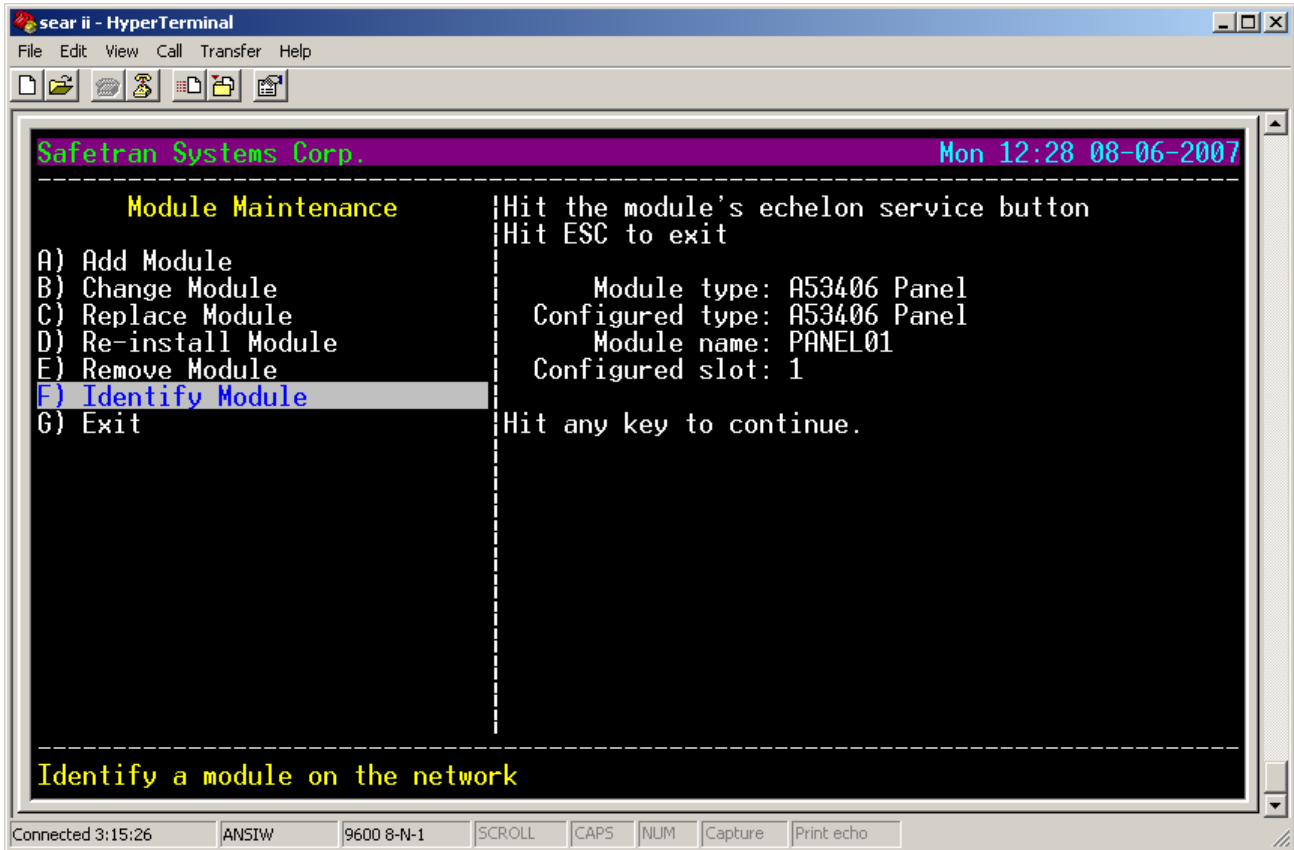 sear ii - HyperTerminal
File Edit View Call Transfer Help
Safetran Systems Corp. Mon 12:28 08-06-2007
Module Maintenance
A) Add Module
B) Change Module
C) Replace Module
D) Re-install Module
E) Remove Module
F) Identify Module
G) Exit
Hit the module's echelon service button
Hit ESC to exit
Module type: A53406 Panel
Configured type: A53406 Panel
Module name: PANEL01
Configured slot: 1
Hit any key to continue.
Identify a module on the network
Connected 3:15:26 ANSIW 9600 8-N-1 SCROLL CAPS NUM Capture Print echo